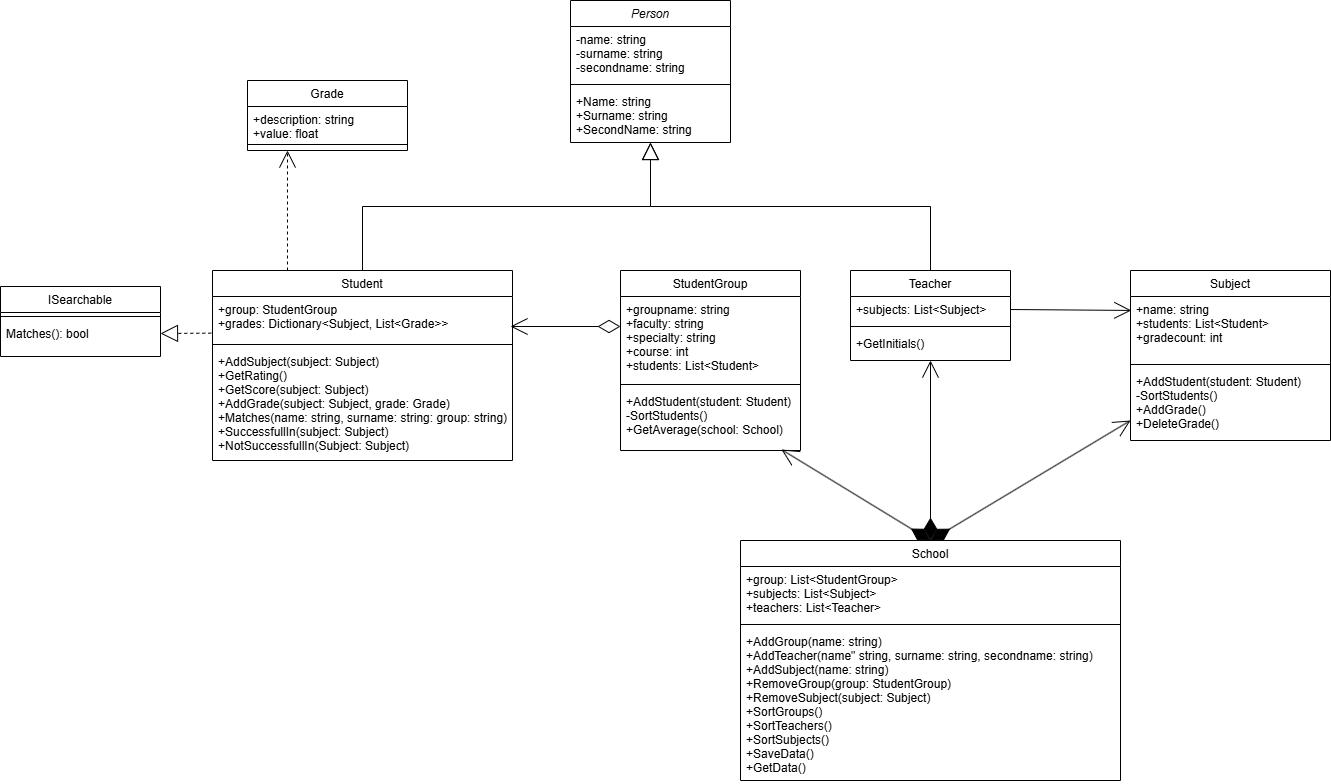 Person
-name: string
-surname: string
-secondname: string
+Name: string
+Surname: string
+SecondName: string
Grade
+description: string
+value: float
ISearchable
Matches(): bool
Student
+group: StudentGroup
+grades: Dictionary<Subject, List<Grade>>
+AddSubject(subject: Subject)
+GetRating()
+GetScore(subject: Subject)
+AddGrade(subject: Subject, grade: Grade)
+Matches(name: string, surname: string: group: string)
+SuccessfullIn(subject: Subject)
+NotSuccessfullIn(Subject: Subject)
StudentGroup
+groupname: string
+faculty: string
+specialty: string
+course: int
+students: List<Student>
+AddStudent(student: Student)
-SortStudents()
+GetAverage(school: School)
Teacher
+subjects: List<Subject>
+GetInitials()
Subject
+name: string
+students: List<Student>
+gradecount: int
+AddStudent(student: Student)
-SortStudents()
+AddGrade()
+DeleteGrade()
School
+group: List<StudentGroup>
+subjects: List<Subject>
+teachers: List<Teacher>
+AddGroup(name: string)
+AddTeacher(name" string, surname: string, secondname: string)
+AddSubject(name: string)
+RemoveGroup(group: StudentGroup)
+RemoveSubject(subject: Subject)
+SortGroups()
+SortTeachers()
+SortSubjects()
+SaveData()
+GetData()